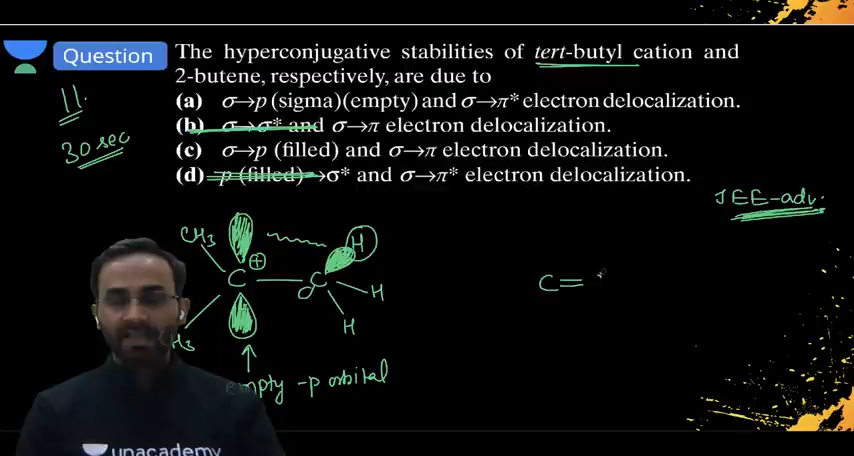 Question
The hyperconjugative stabilities of tert-butyl cation and
2-butene, respectively, are due to
(a) σ→p (sigma)(empty) and σ→π* electron delocalization.
(b) σ→σ* and σ→π electron delocalization.
(c) σ→p (filled) and σ→π electron delocalization.
(d) p (filled)→σ* and σ→π* electron delocalization.
11.
30 sec
JEE-adv.
CH3
H
C ⊕ C
H
H
H3
C=
empty -p orbital
unacademy